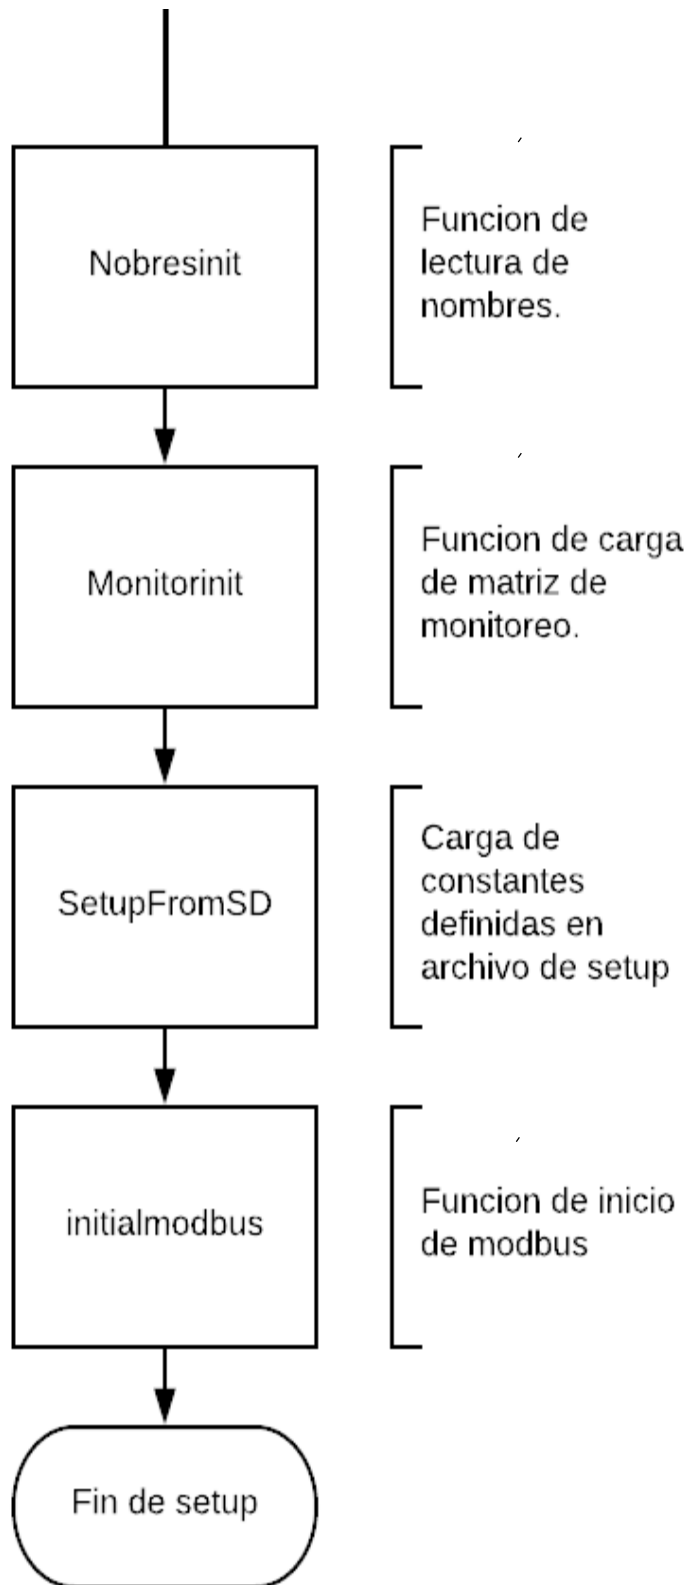 Nobresinit
Funcion de
lectura de
nombres.
Monitorinit
Funcion de carga
de matriz de
monitoreo.
SetupFromSD
Carga de
constantes
definidas en
archivo de setup
initialmodbus
Funcion de inicio
de modbus
Fin de setup